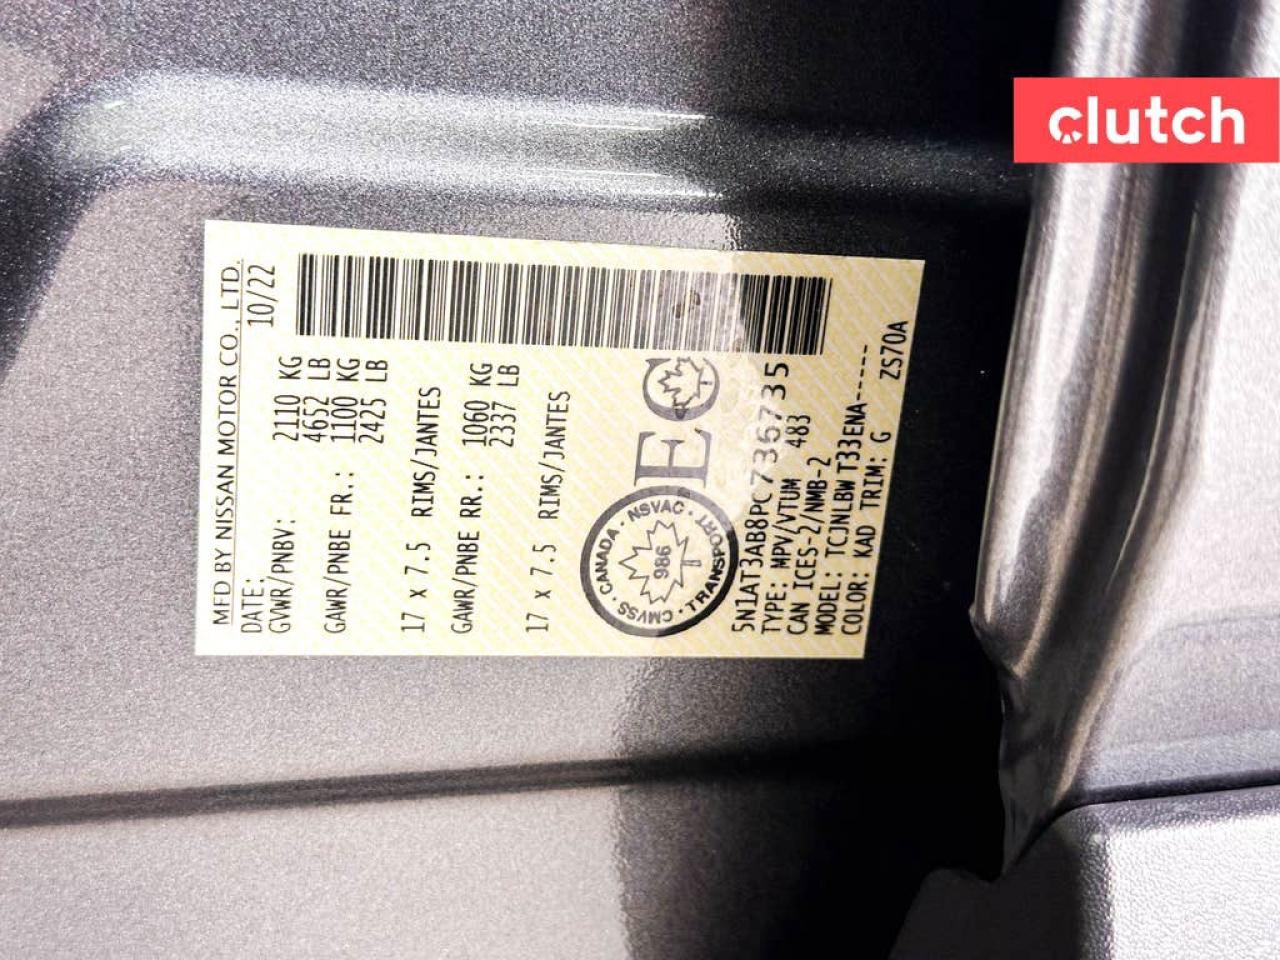 clutch
MFD BY NISSAN MOTOR CO., LTD.
DATE: 10/22
GVWR/PNBV: 2110 KG
4652 LB
GAWR/PNBE FR.: 1100 KG
2425 LB
17 x 7.5 RIMS/JANTES
GAWR/PNBE RR.: 1060 KG
2337 LB
17 x 7.5 RIMS/JANTES
CANADA · NSVAC · TRANSPORT · CMVSS ·
986
EC
5N1AT3AB8PC736735
TYPE: MPV/VTUM 483
CAN ICES-2/NMB-2
MODEL: TCJNLBW T33ENA-----
COLOR: KAD TRIM: G ZS70A